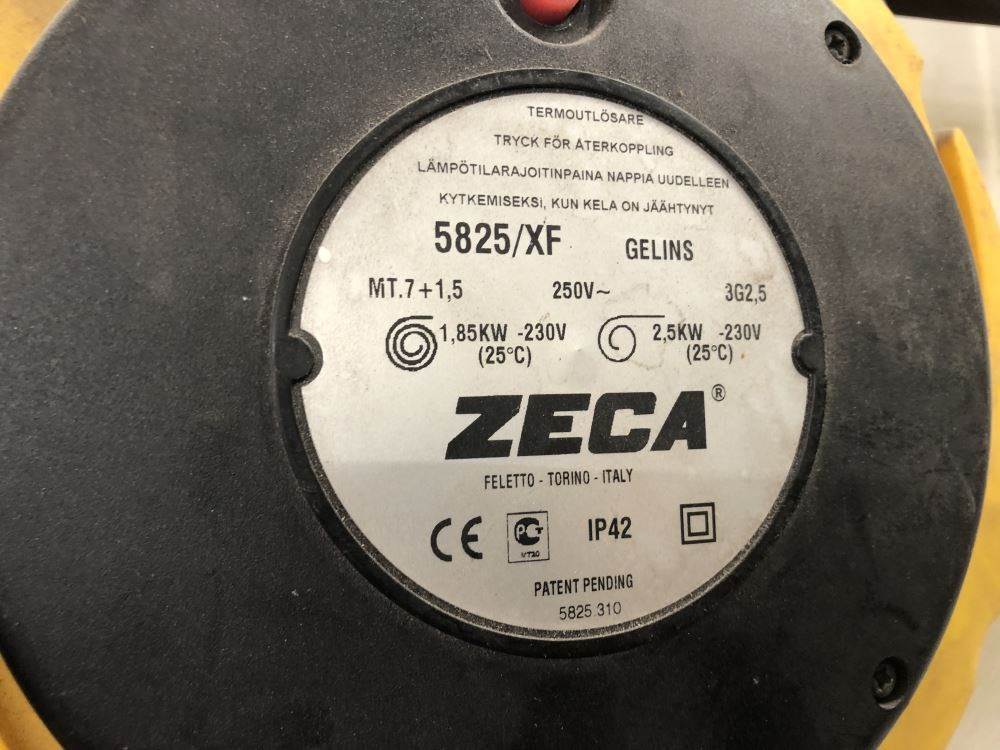 TERMOUTLÖSARE
TRYCK FÖR ÅTERKOPPLING
LÄMPÖTILARAJOITINPAINA NAPPIA UUDELLEEN
KYTKEMISEKSI, KUN KELA ON JÄÄHTYNYT
5825/XF GELINS
MT.7+1,5 250V~ 3G2,5
1,85KW -230V 2,5KW -230V
(25°C) (25°C)
ZECA®
FELETTO - TORINO - ITALY
CE PCT IP42
MT20
PATENT PENDING
5825.310